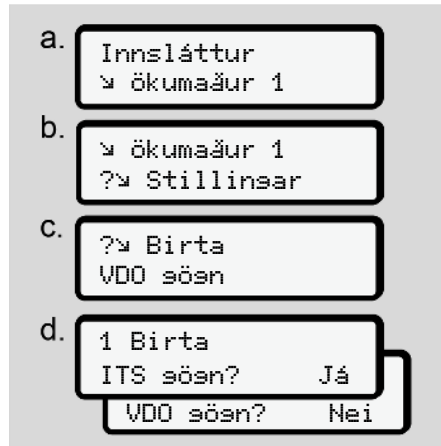 a.
Innsláttur
↘ ökumaður 1
b.
↘ ökumaður 1
?↘ Stillingar
c.
?↘ Birta
VDO gögn
d.
1 Birta
ITS gögn? Já
VDO gögn? Nei